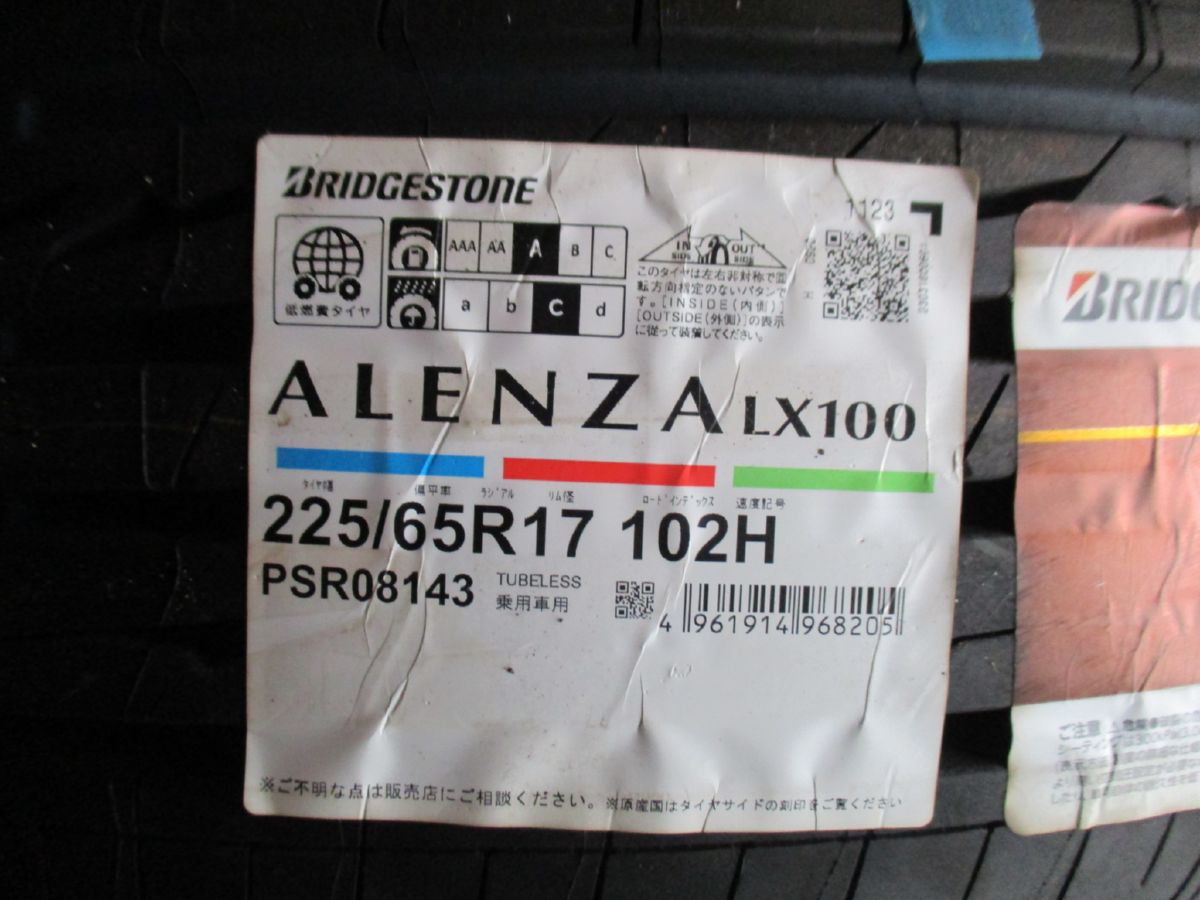 BRIDGESTONE
1123
低燃費タイヤ
AAA AA A B C
a b c d
IN SIDE OUT SIDE
このタイヤは左右非対称で回
転方向指定のないパタンで
す。[INSIDE(内側)]
[OUTSIDE(外側)]の表示
に従って装着してください。
ALENZA LX100
タイヤ幅 偏平率 ラジアル リム径 ロードインデックス 速度記号
225/65R17 102H
PSR08143
TUBELESS
乗用車用
4 961914 968205
※ご不明な点は販売店にご相談ください。 ※原産国はタイヤサイドの刻印をご覧ください
BRIDG
ご注意